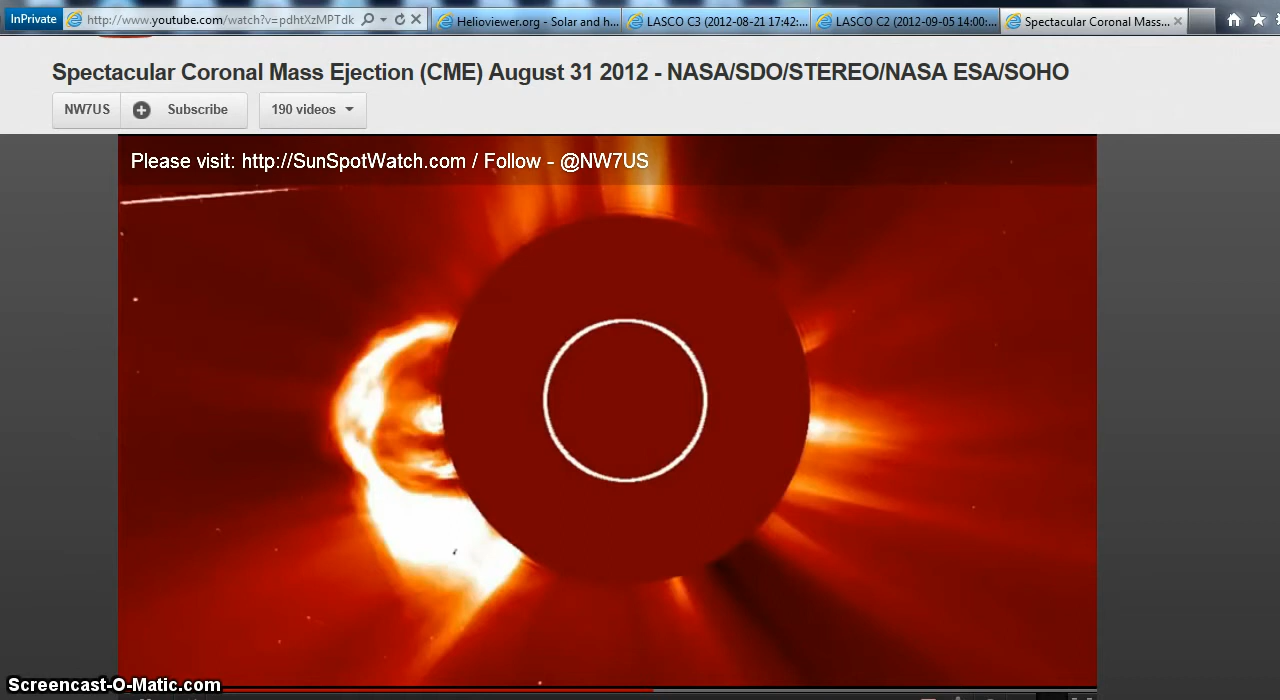 InPrivate http://www.youtube.com/watch?v=pdhtXzMPTdk Helioviewer.org - Solar and h... LASCO C3 (2012-08-21 17:42:... LASCO C2 (2012-09-05 14:00:... Spectacular Coronal Mass...
Spectacular Coronal Mass Ejection (CME) August 31 2012 - NASA/SDO/STEREO/NASA ESA/SOHO
NW7US Subscribe 190 videos
Please visit: http://SunSpotWatch.com / Follow - @NW7US
Screencast-O-Matic.com